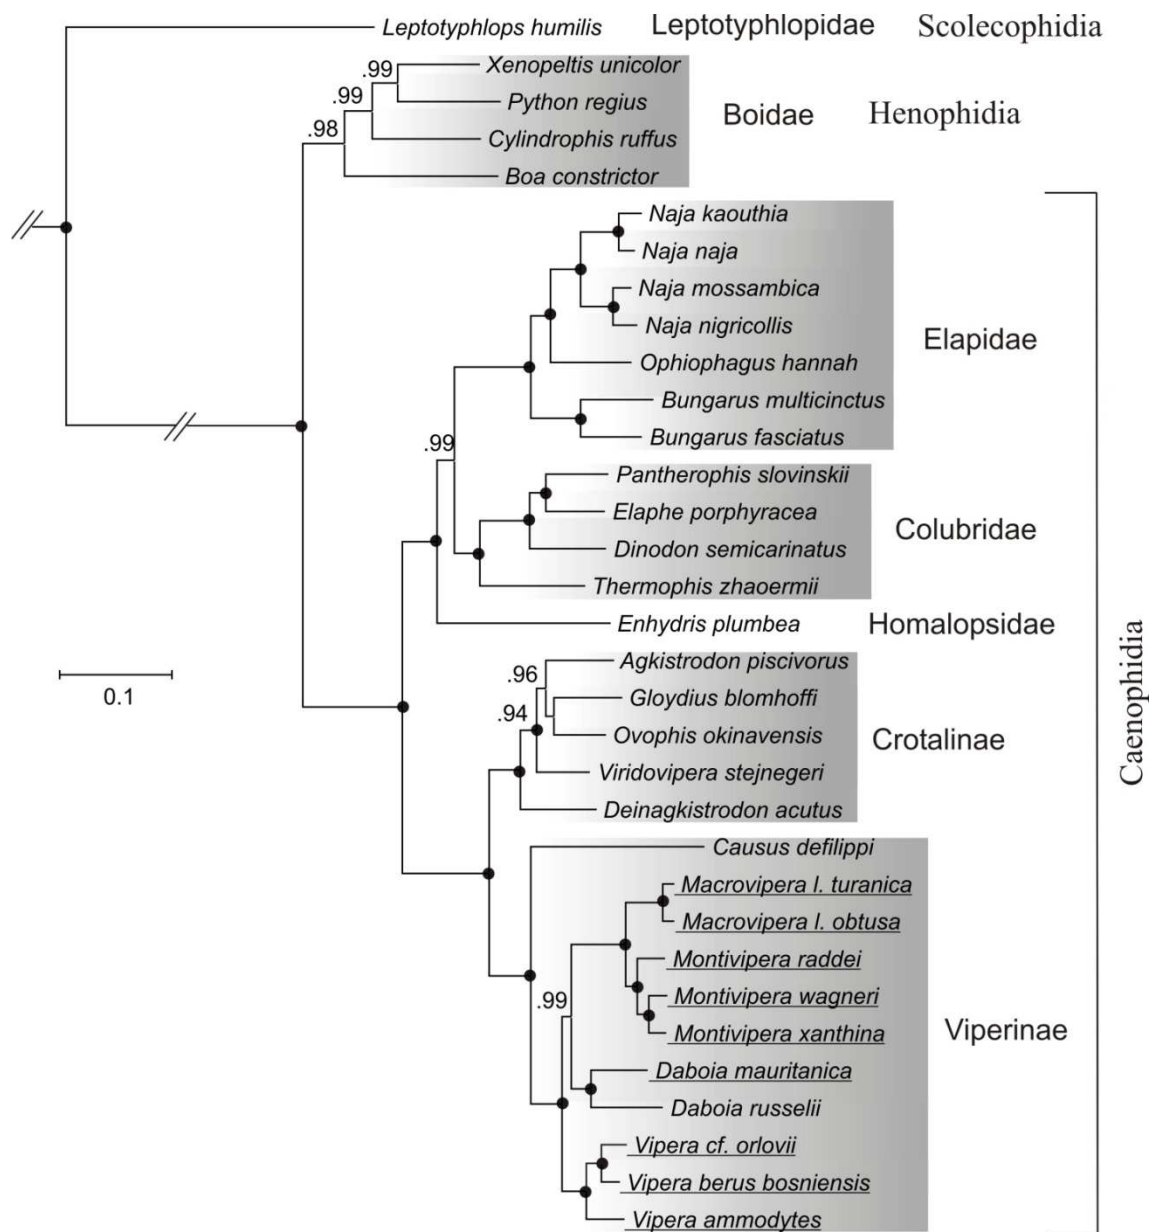 Leptotyphlops humilis Leptotyphlopidae Scolecophidia
.99 Xenopeltis unicolor
.99 Python regius
Boidae Henophidia
.98 Cylindrophis ruffus
Boa constrictor
Naja kaouthia
Naja naja
Naja mossambica
Naja nigricollis
Elapidae
Ophiophagus hannah
Bungarus multicinctus
Bungarus fasciatus
.99
Pantherophis slovinskii
Elaphe porphyracea
Colubridae
Dinodon semicarinatus
Thermophis zhaoermii
Enhydris plumbea Homalopsidae
Caenophidia
0.1
.96 Agkistrodon piscivorus
Gloydius blomhoffi
.94
Ovophis okinavensis Crotalinae
Viridovipera stejnegeri
Deinagkistrodon acutus
Causus defilippi
Macrovipera l. turanica
Macrovipera l. obtusa
Montivipera raddei
.99 Montivipera wagneri
Montivipera xanthina Viperinae
Daboia mauritanica
Daboia russelii
Vipera cf. orlovii
Vipera berus bosniensis
Vipera ammodytes